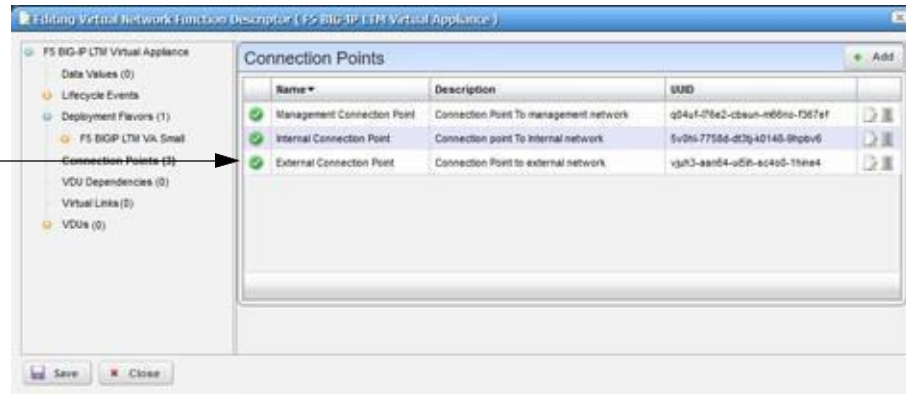 Editing Virtual Network Function Descriptor ( F5 BIG-IP LTM Virtual Appliance )
F5 BIG-IP LTM Virtual Appliance
Data Values (0)
Lifecycle Events
Deployment Flavors (1)
F5 BIGIP LTM VA Small
Connection Points (3)
VDU Dependencies (0)
Virtual Links (0)
VDUs (0)
Connection Points
Add
Name Description UUID
Management Connection Point Connection Point To management network
Internal Connection Point Connection point To Internal network
External Connection Point Connection Point to external network
Save Close